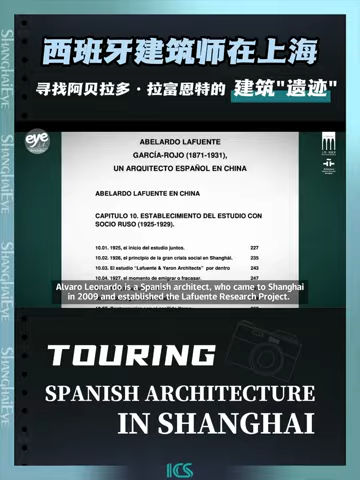 西班牙建筑师在上海
寻找阿贝拉多·拉富恩特的 建筑"遗迹"
eye
ABELARDO LAFUENTE
GARCÍA-ROJO (1871-1931),
UN ARQUITECTO ESPAÑOL EN CHINA
ABELARDO LAFUENTE EN CHINA
CAPITULO 10. ESTABLECIMIENTO DEL ESTUDIO CON
SOCIO RUSO (1925-1929).
10.01. 1925, el inicio del estudio juntos. 227
10.02. 1926, el principio de la gran crisis social en Shanghái. 235
10.03. El estudio "Lafuente & Yaron Architects" por dentro 243
10.04. 1927, el momento de emigrar o fracasar. 247
Alvaro Leonardo is a Spanish architect, who came to Shanghai
in 2009 and established the Lafuente Research Project.
TOURING
SPANISH ARCHITECTURE
IN SHANGHAI
ICS
SHANGHAIEYE
SHANGHAIEYE
SHANGHAIEYE
SHANGHAIEYE